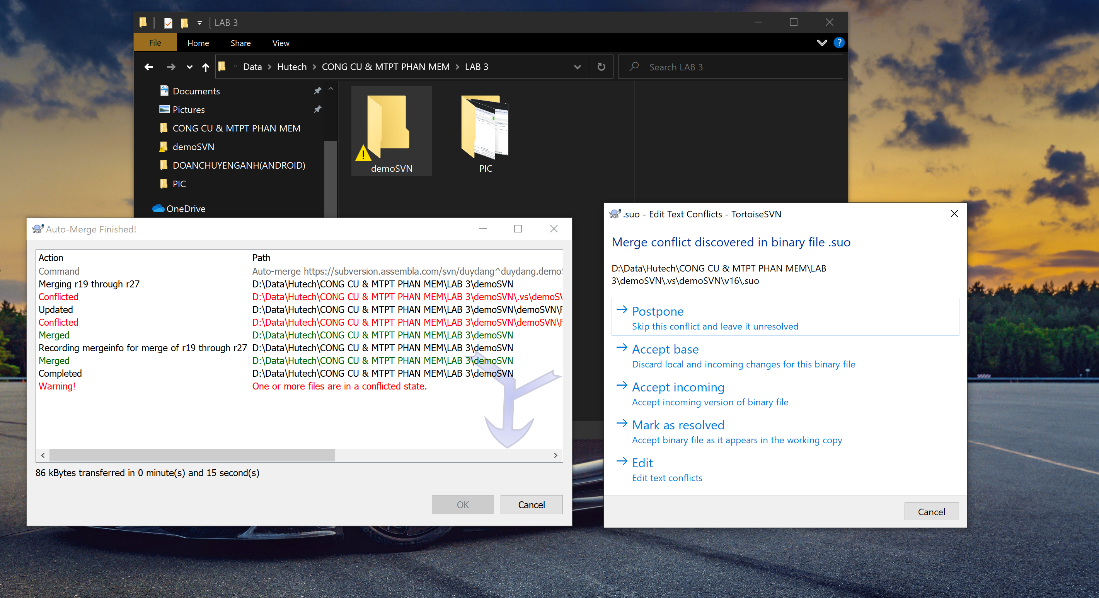 LAB 3
File Home Share View
Data Hutech CONG CU & MTPT PHAN MEM LAB 3
Search LAB 3
Documents
Pictures
CONG CU & MTPT PHAN MEM
demoSVN
DOANCHUYENGANH(ANDROID)
PIC
OneDrive
demoSVN
PIC
Auto-Merge Finished!
Action Path
Command Auto-merge https://subversion.assembla.com/svn/duydang^duydang.demoS
Merging r19 through r27 D:\Data\Hutech\CONG CU & MTPT PHAN MEM\LAB 3\demoSVN
Conflicted D:\Data\Hutech\CONG CU & MTPT PHAN MEM\LAB 3\demoSVN\.vs\demoS
Updated D:\Data\Hutech\CONG CU & MTPT PHAN MEM\LAB 3\demoSVN\demoSVN\
Conflicted D:\Data\Hutech\CONG CU & MTPT PHAN MEM\LAB 3\demoSVN\demoSVN\
Merged D:\Data\Hutech\CONG CU & MTPT PHAN MEM\LAB 3\demoSVN
Recording mergeinfo for merge of r19 through r27 D:\Data\Hutech\CONG CU & MTPT PHAN MEM\LAB 3\demoSVN
Merged D:\Data\Hutech\CONG CU & MTPT PHAN MEM\LAB 3\demoSVN
Completed D:\Data\Hutech\CONG CU & MTPT PHAN MEM\LAB 3\demoSVN
Warning! One or more files are in a conflicted state.
86 kBytes transferred in 0 minute(s) and 15 second(s)
OK Cancel
.suo - Edit Text Conflicts - TortoiseSVN
Merge conflict discovered in binary file .suo
D:\Data\Hutech\CONG CU & MTPT PHAN MEM\LAB
3\demoSVN\.vs\demoSVN\v16\.suo
Postpone
Skip this conflict and leave it unresolved
Accept base
Discard local and incoming changes for this binary file
Accept incoming
Accept incoming version of binary file
Mark as resolved
Accept binary file as it appears in the working copy
Edit
Edit text conflicts
Cancel